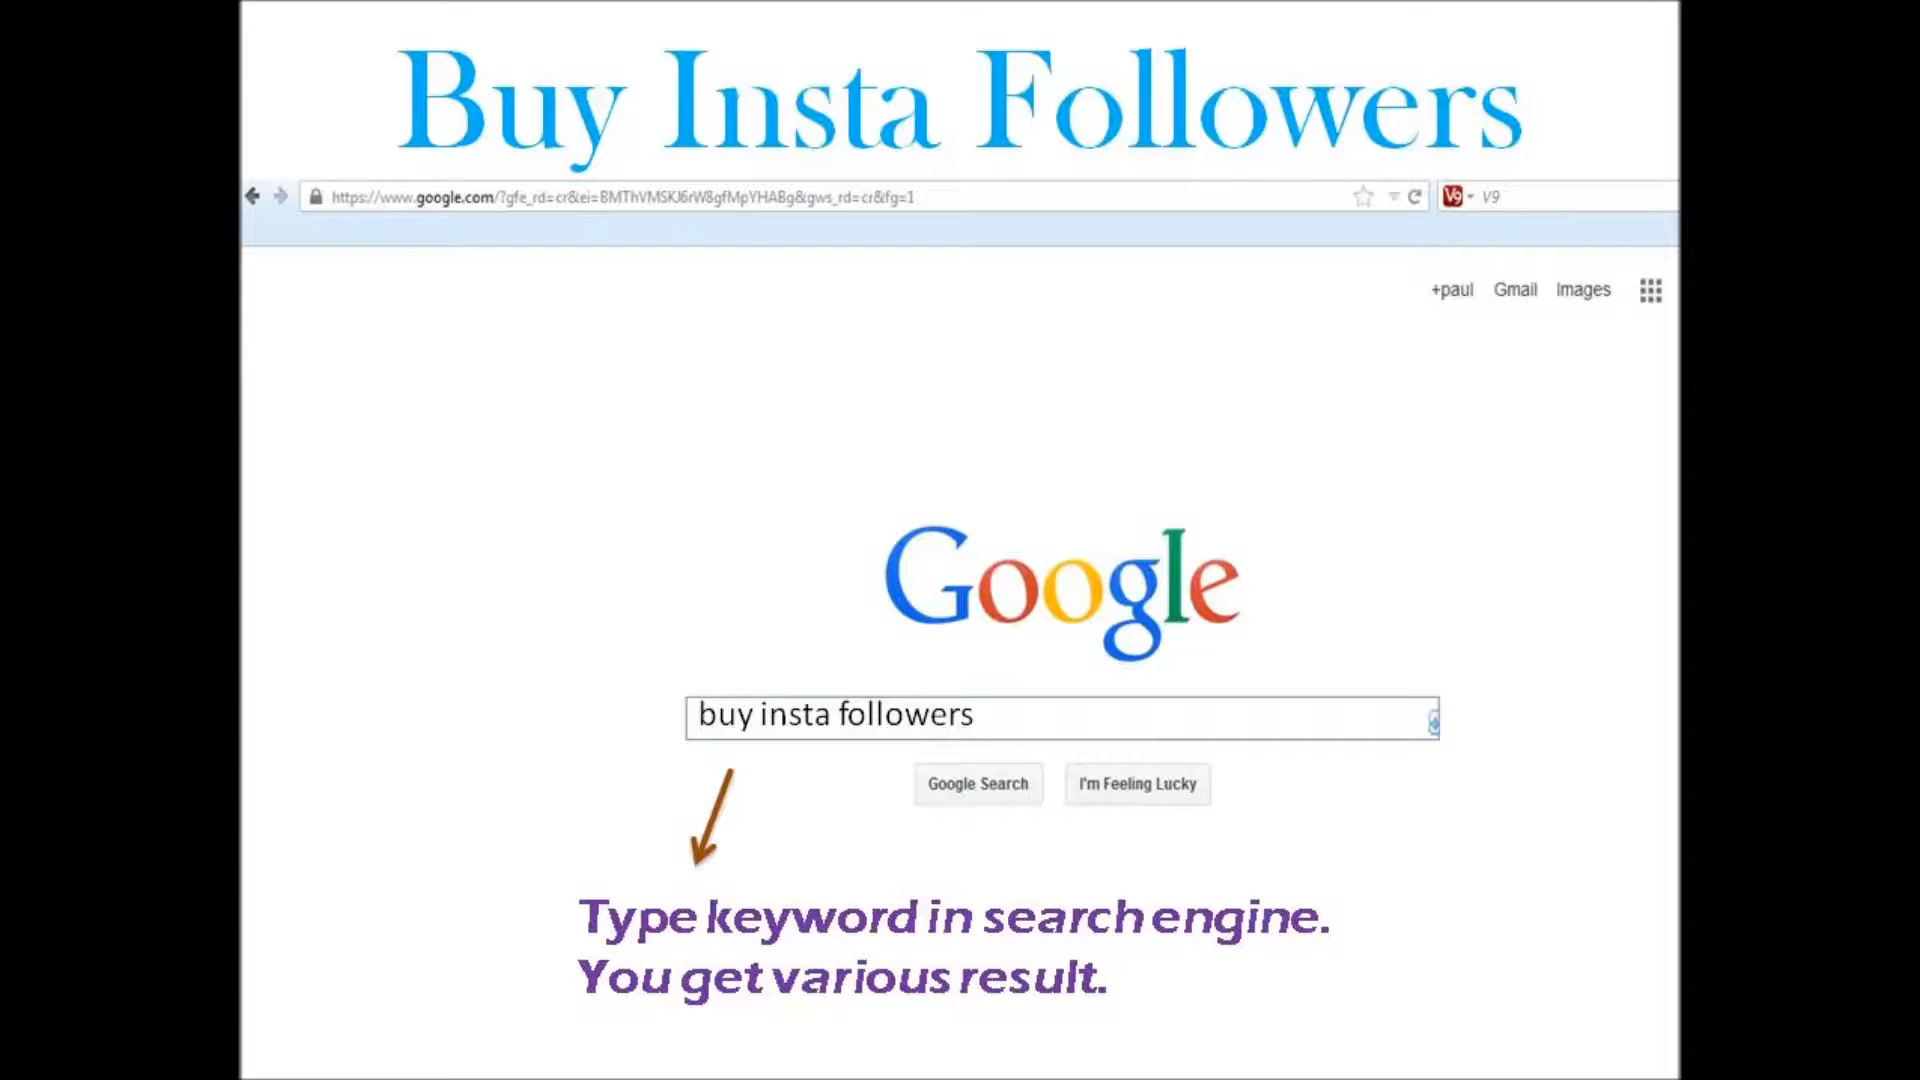 Buy Insta Followers
https://www.google.com/?gfe_rd=cr&ei=BMThVMSKJ6rW8gfMpYHABg&gws_rd=cr&fg=1
V9 V9
+paul Gmail Images
Google
buy insta followers
Google Search I'm Feeling Lucky
Type keyword in search engine.
You get various result.